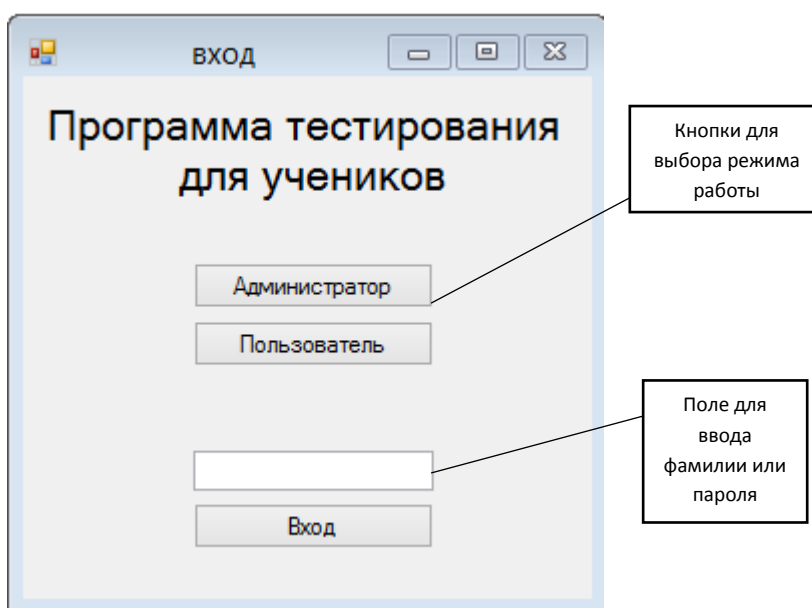 вход
Программа тестирования
для учеников
Кнопки для
выбора режима
работы
Администратор
Пользователь
Поле для
ввода
фамилии или
пароля
Вход